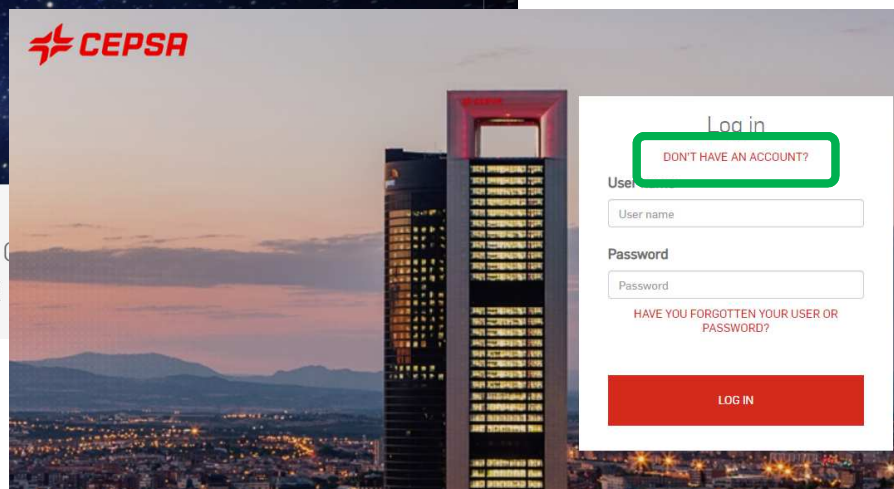 CEPSA
Log in
DON'T HAVE AN ACCOUNT?
User
User name
Password
Password
HAVE YOU FORGOTTEN YOUR USER OR
PASSWORD?
LOG IN